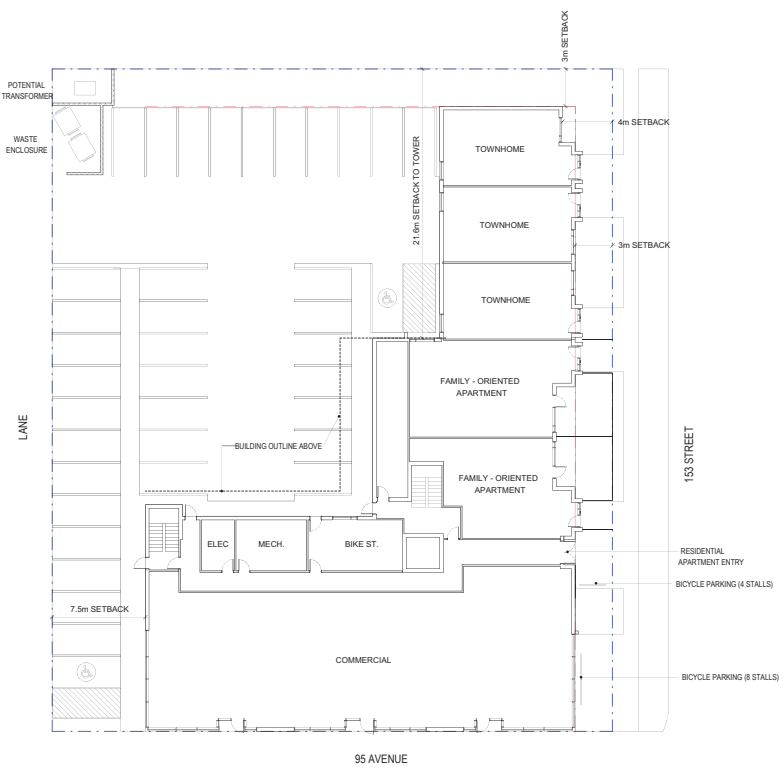 3m SETBACK
POTENTIAL
TRANSFORMER
WASTE
ENCLOSURE
4m SETBACK
TOWNHOME
21.6m SETBACK TO TOWER
TOWNHOME
3m SETBACK
TOWNHOME
FAMILY - ORIENTED
APARTMENT
LANE
BUILDING OUTLINE ABOVE
153 STREET
FAMILY - ORIENTED
APARTMENT
ELEC
MECH.
BIKE ST.
RESIDENTIAL
APARTMENT ENTRY
BICYCLE PARKING (4 STALLS)
7.5m SETBACK
COMMERCIAL
BICYCLE PARKING (8 STALLS)
95 AVENUE